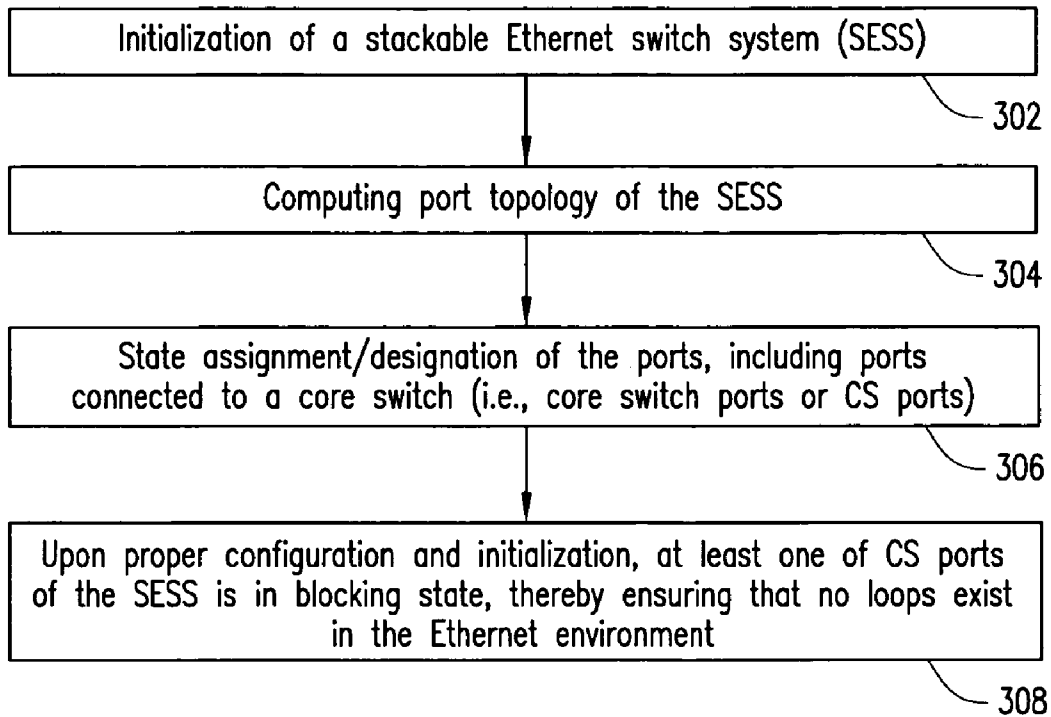 Initialization of a stackable Ethernet switch system (SESS)
302
Computing port topology of the SESS
304
State assignment/designation of the ports, including ports
connected to a core switch (i.e., core switch ports or CS ports)
306
Upon proper configuration and initialization, at least one of CS ports
of the SESS is in blocking state, thereby ensuring that no loops exist
in the Ethernet environment
308